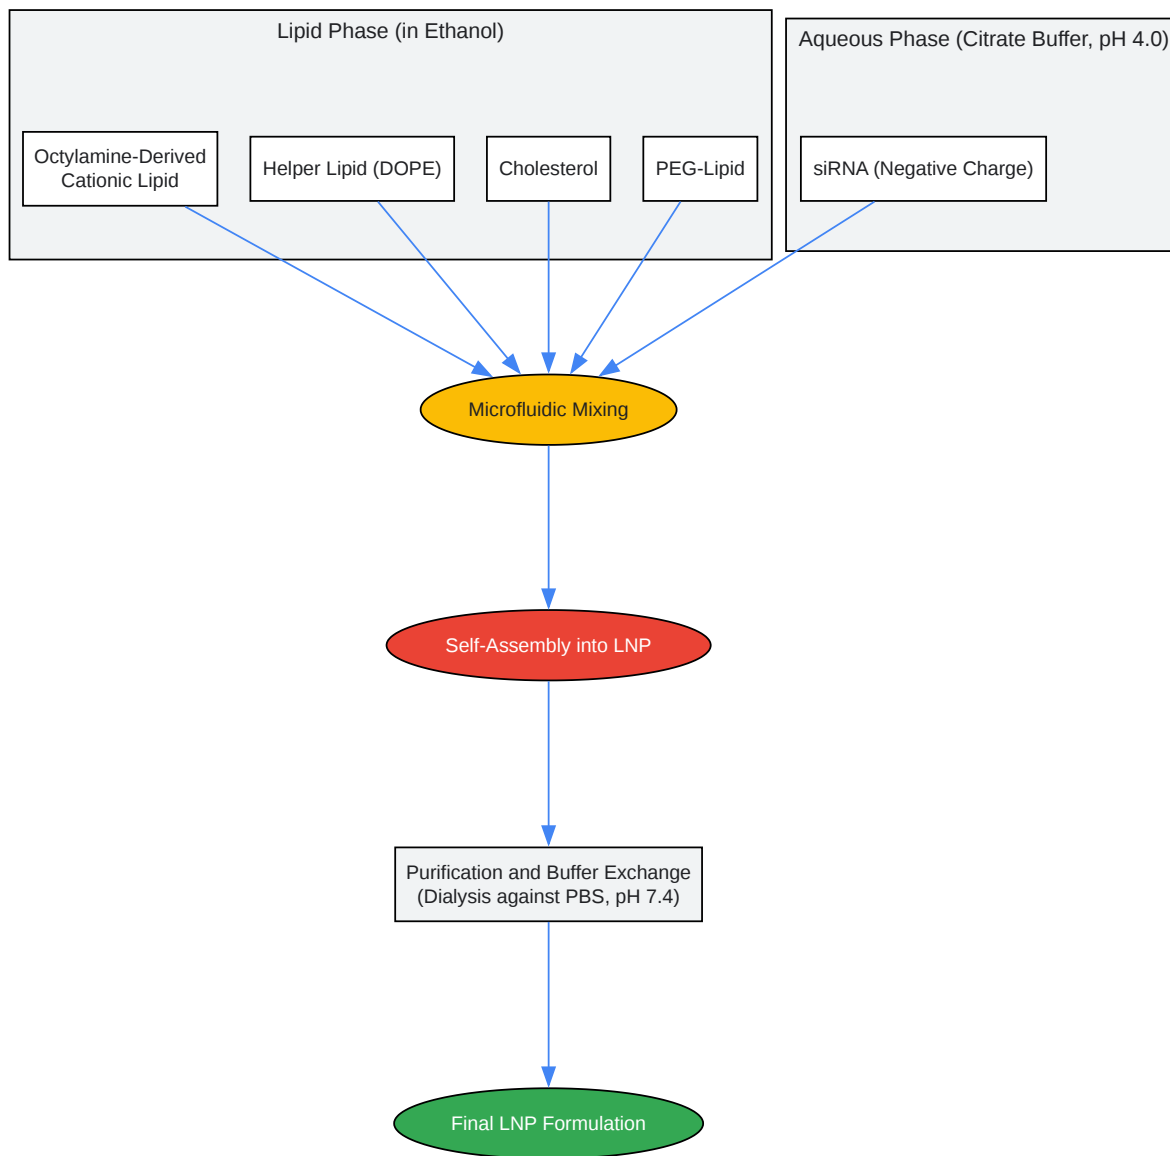 Lipid Phase (in Ethanol)
Aqueous Phase (Citrate Buffer, pH 4.0)
Octylamine-Derived
Cationic Lipid
Helper Lipid (DOPE)
Cholesterol
PEG-Lipid
siRNA (Negative Charge)
Microfluidic Mixing
Self-Assembly into LNP
Purification and Buffer Exchange
(Dialysis against PBS, pH 7.4)
Final LNP Formulation